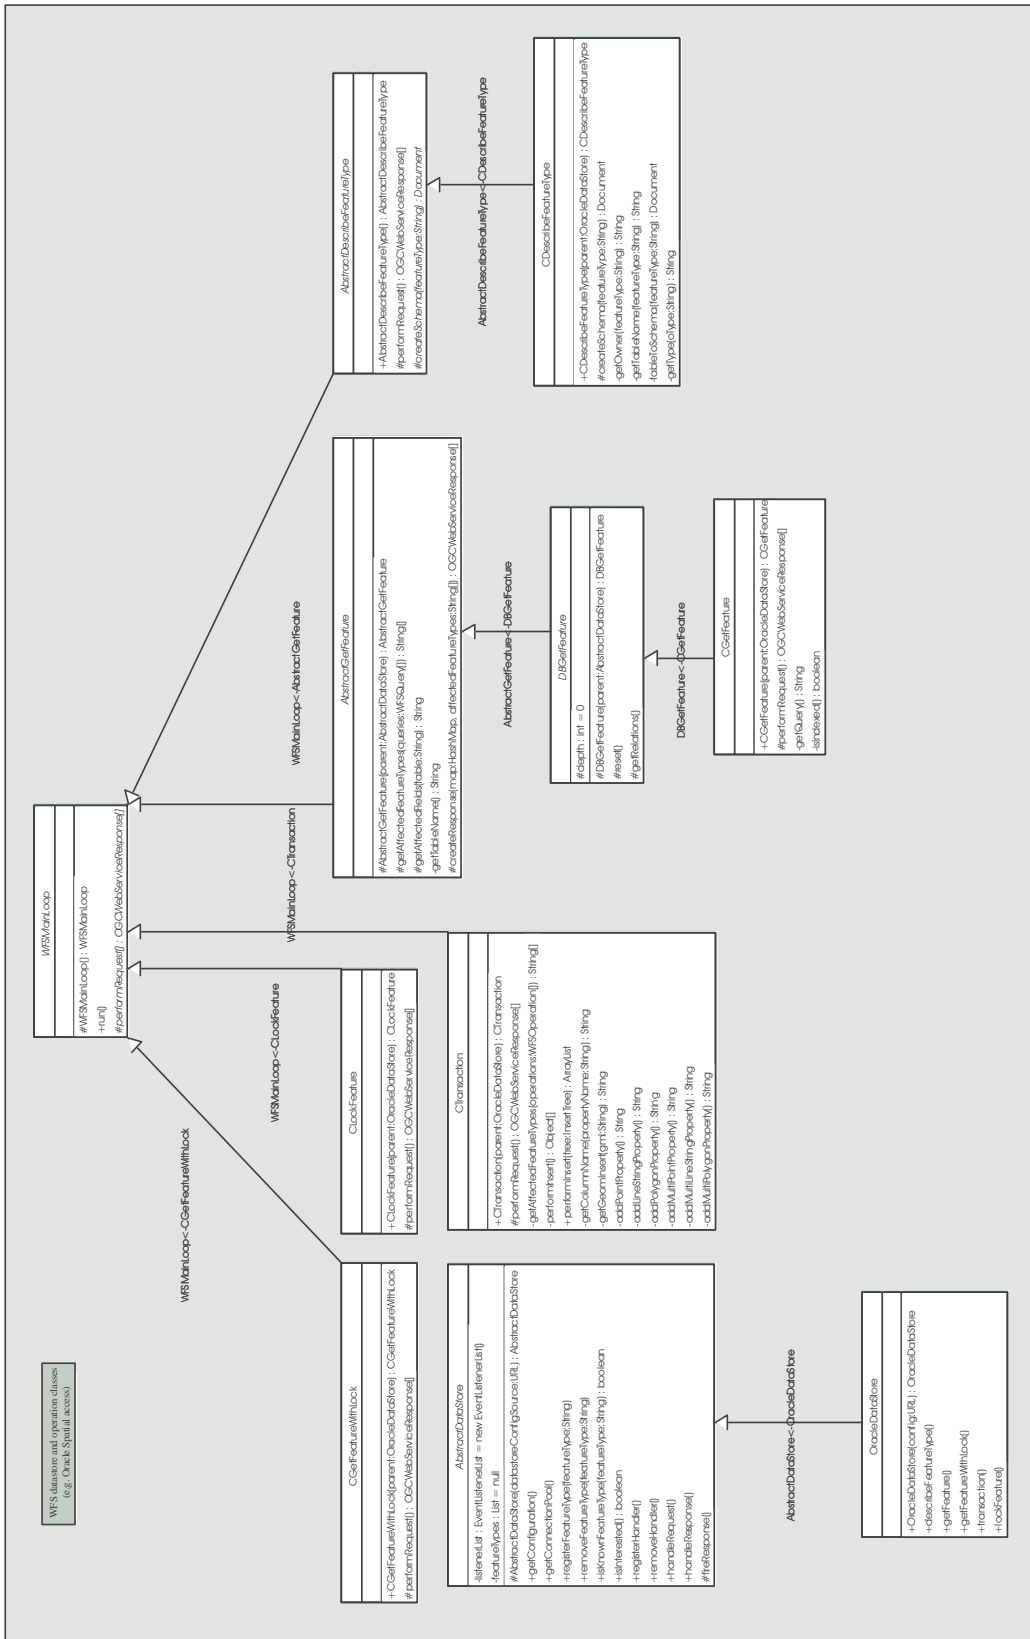 WFS datastore and operation classes
(e.g. Oracle Spatial access)
WFSMainLoop
#WFSMainLoop() : WFSMainLoop
+run()
#performRequest() : OGCWebServiceResponse[]
WFSMainLoop<-CGetFeatureWithLock
WFSMainLoop<-CLockFeature
WFSMainLoop<-CTransaction
WFSMainLoop<-AbstractGetFeature
CGetFeatureWithLock
+CGetFeatureWithLock(parent:OracleDataStore) : CGetFeatureWithLock
#performRequest() : OGCWebServiceResponse[]
CLockFeature
+CLockFeature(parent:OracleDataStore) : CLockFeature
#performRequest() : OGCWebServiceResponse[]
AbstractGetFeature
#AbstractGetFeature(parent:AbstractDataStore) : AbstractGetFeature
#getAffectedFeatureTypes(queries:WFSQuery[]) : String[]
#getAffectedFields(table:String) : String
-getTableName() : String
#createResponse(map:HashMap, affectedFeatureTypes:String[]) : OGCWebServiceResponse[]
AbstractDescribeFeatureType
+AbstractDescribeFeatureType() : AbstractDescribeFeatureType
#performRequest() : OGCWebServiceResponse[]
#createSchema(featureType:String) : Document
AbstractDataStore
-listenerList : EventListenerList = new EventListenerList()
-featureTypes : List = null
#AbstractDataStore(datastoreConfigSource:URL) : AbstractDataStore
+getConfiguration()
+getConnectionPool()
+registerFeatureType(featureType:String)
+removeFeatureType(featureType:String)
+isKnownFeatureType(featureType:String) : boolean
+isInterested() : boolean
+registerHandler()
+removeHandler()
+handleRequest()
+handleResponse()
#fireResponse()
CTransaction
+CTransaction(parent:OracleDataStore) : CTransaction
#performRequest() : OGCWebServiceResponse[]
-getAffectedFeatureTypes(operations:WFSOperation[]) : String[]
-performInsert() : Object[]
+performInsert(tree:InsertTree) : ArrayList
-getColumnName(propertyName:String) : String
-getGeomInsert(gml:String) : String
-addPointProperty() : String
-addLineStringProperty() : String
-addPolygonProperty() : String
-addMultiPointProperty() : String
-addMultiLineStringProperty() : String
-addMultiPolygonProperty() : String
AbstractGetFeature<-DBGetFeature
AbstractDescribeFeatureType<-CDescribeFeatureType
DBGetFeature
#depth : int = 0
#DBGetFeature(parent:AbstractDataStore) : DBGetFeature
#reset()
#getRelations()
CDescribeFeatureType
+CDescribeFeatureType(parent:OracleDataStore) : CDescribeFeatureType
#createSchema(featureType:String) : Document
-getOwner(featureType:String) : String
-getTableName(featureType:String) : String
-tableToSchema(featureType:String) : Document
-getType(oType:String) : String
DBGetFeature<-CGetFeature
CGetFeature
+CGetFeature(parent:OracleDataStore) : CGetFeature
#performRequest() : OGCWebServiceResponse[]
-getQuery() : String
-isIndexed() : boolean
AbstractDataStore<-OracleDataStore
OracleDataStore
+OracleDataStore(config:URL) : OracleDataStore
+describeFeatureType()
+getFeature()
+getFeatureWithLock()
+transaction()
+lockFeature()